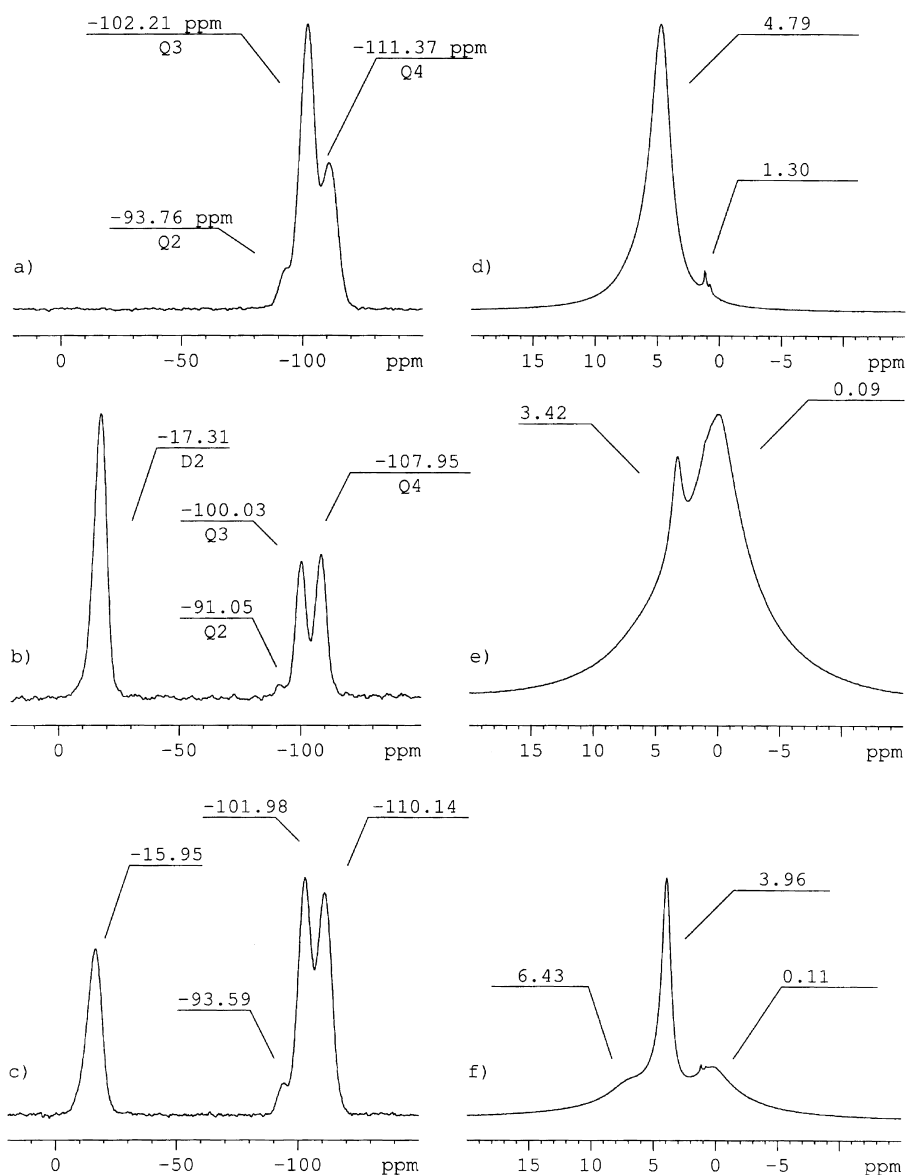 -102.21 ppm
Q3
-111.37 ppm
Q4
-93.76 ppm
Q2
a)
0 -50 -100 ppm
4.79
1.30
d)
15 10 5 0 -5 ppm
-17.31
D2
-107.95
Q4
-100.03
Q3
-91.05
Q2
b)
0 -50 -100 ppm
0.09
3.42
e)
15 10 5 0 -5 ppm
-101.98
-110.14
-15.95
-93.59
c)
0 -50 -100 ppm
3.96
6.43
0.11
f)
15 10 5 0 -5 ppm